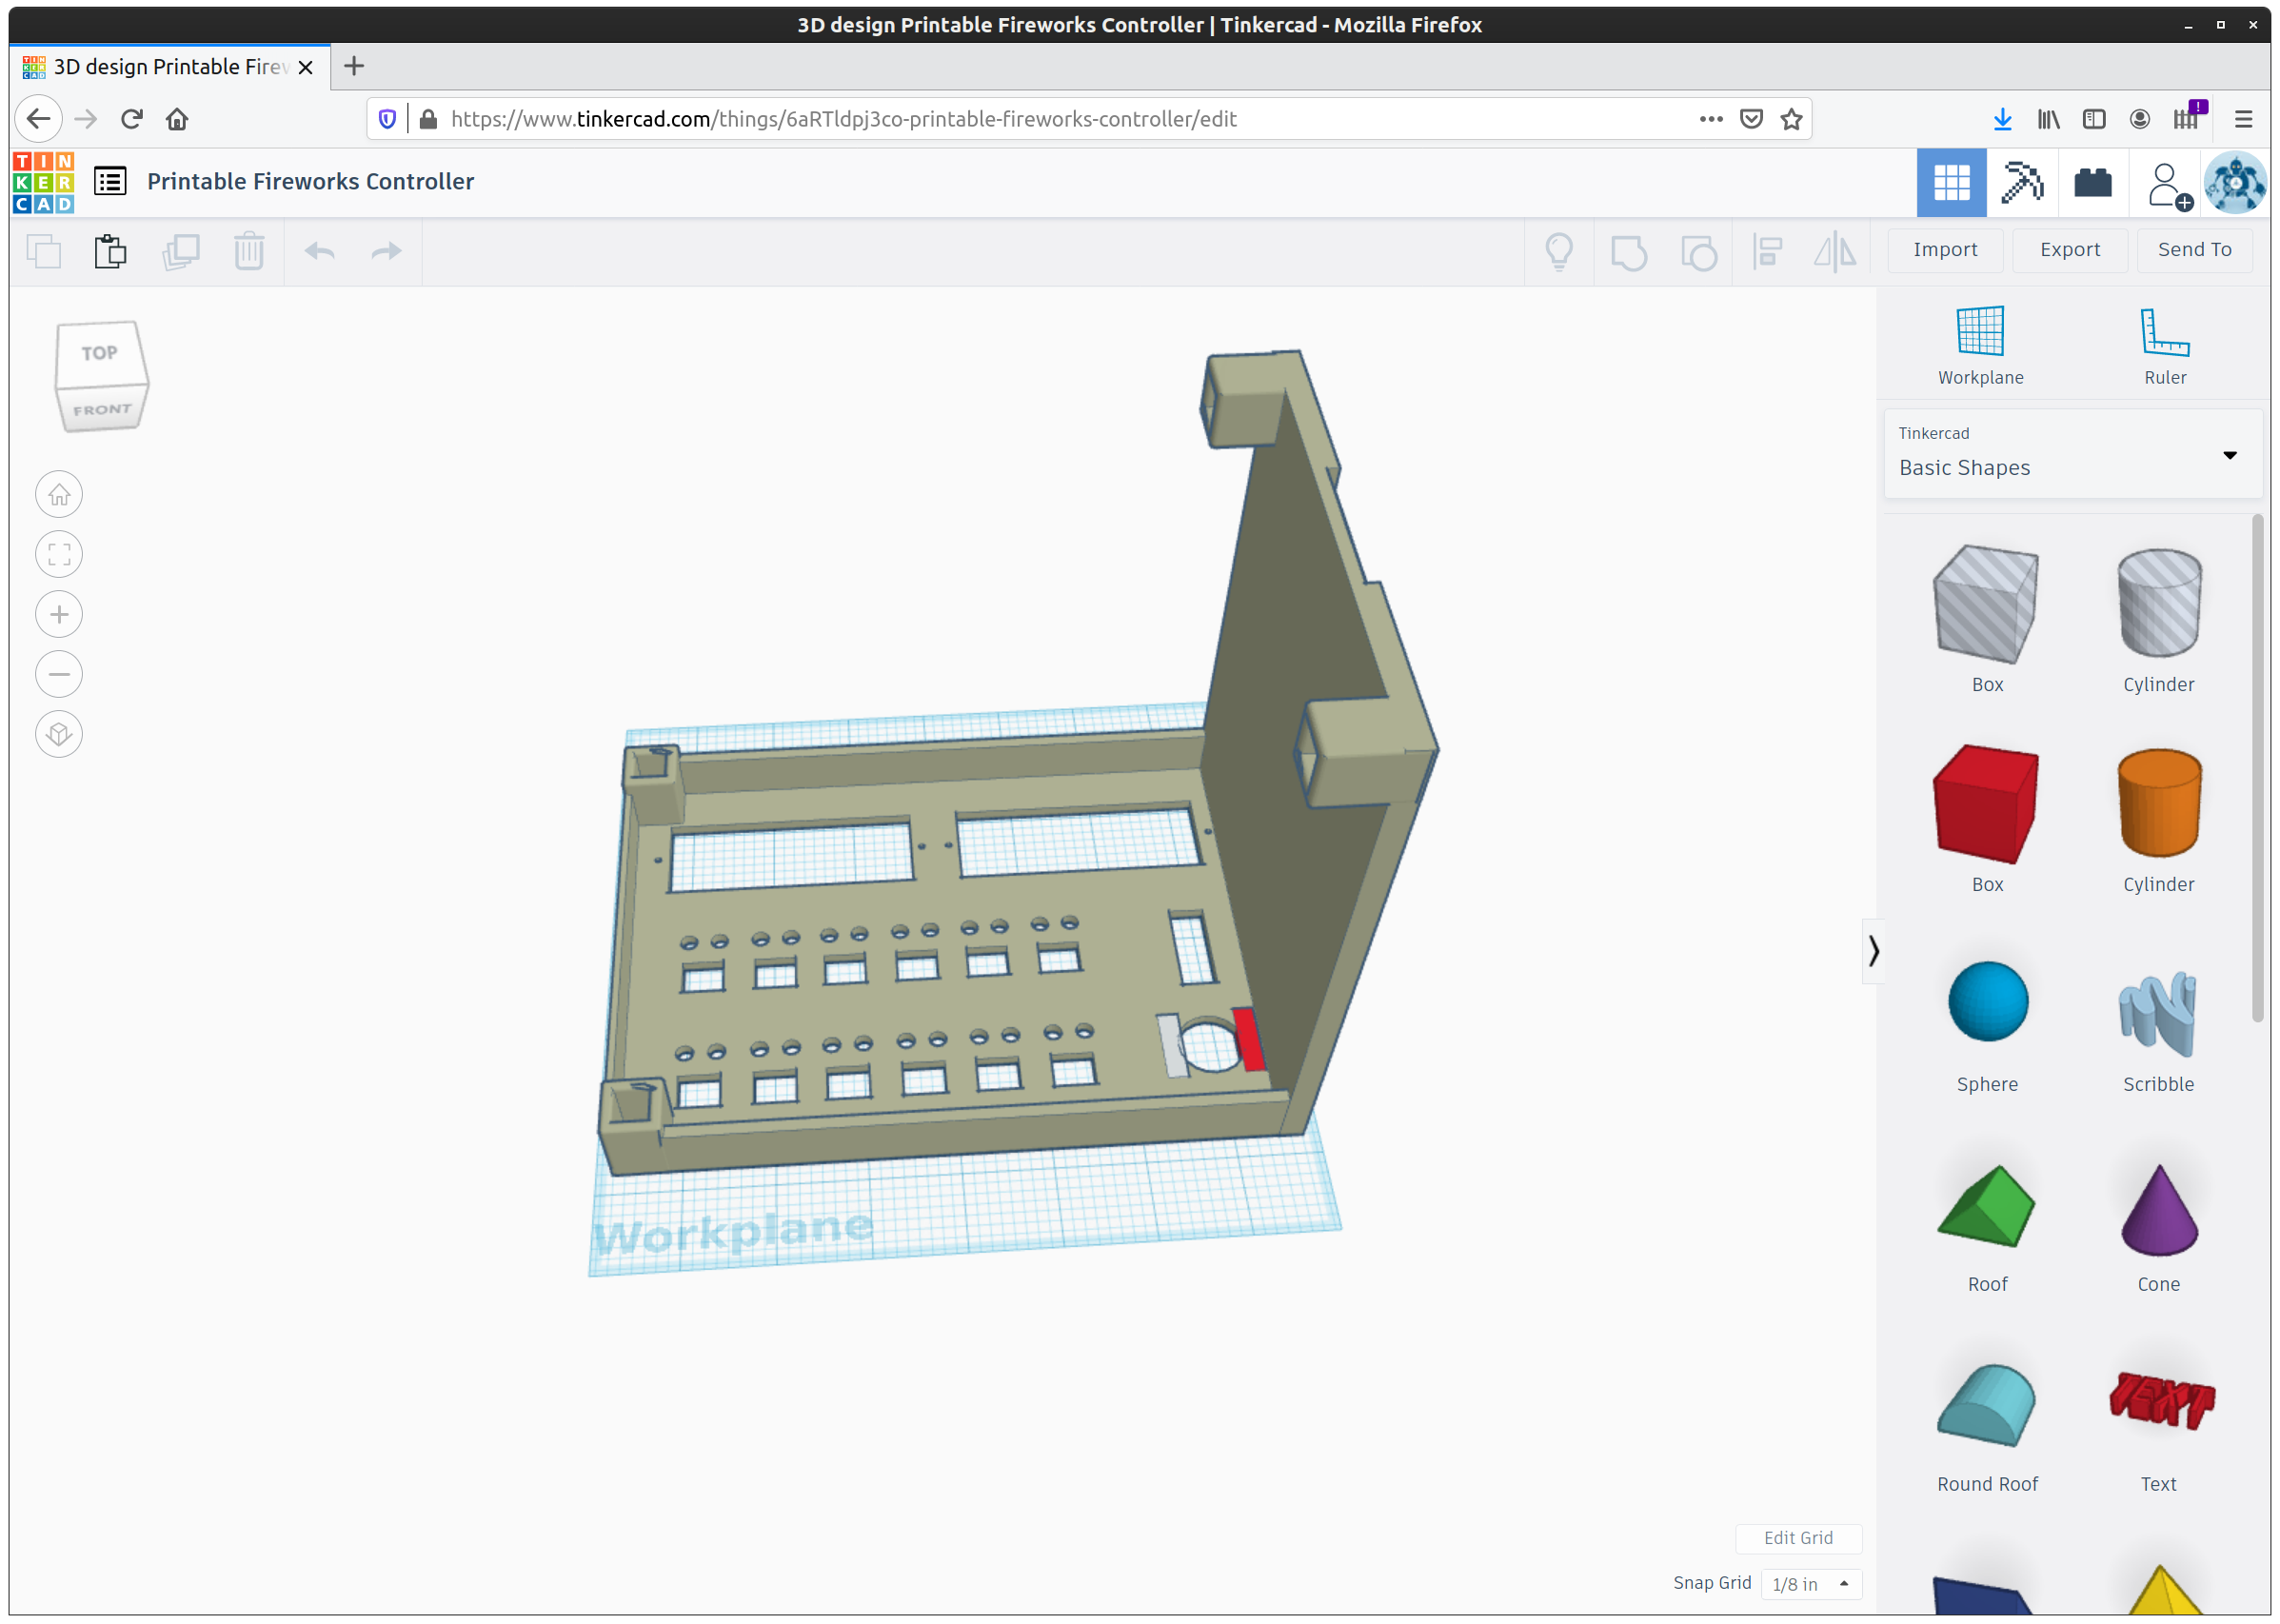 3D design Printable Fireworks Controller | Tinkercad - Mozilla Firefox
3D design Printable Firew
https://www.tinkercad.com/things/6aRTldpj3co-printable-fireworks-controller/edit
TIN
KER
CAD
Printable Fireworks Controller
Import
Export
Send To
TOP
FRONT
Workplane
Ruler
Tinkercad
Basic Shapes
Box
Cylinder
Box
Cylinder
Sphere
Scribble
Roof
Cone
TEXT
Round Roof
Text
Workplane
Edit Grid
Snap Grid
1/8 in